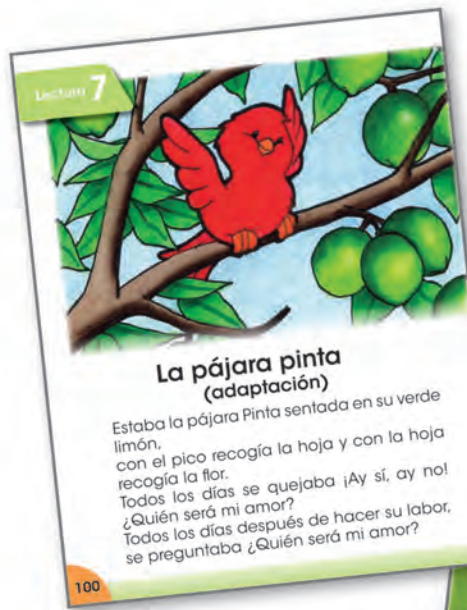 Lectura 7
La pájara pinta
(adaptación)
Estaba la pájara Pinta sentada en su verde
limón,
con el pico recogía la hoja y con la hoja
recogía la flor.
Todos los días se quejaba ¡Ay sí, ay no!
¿Quién será mi amor?
Todos los días después de hacer su labor,
se preguntaba ¿Quién será mi amor?
100